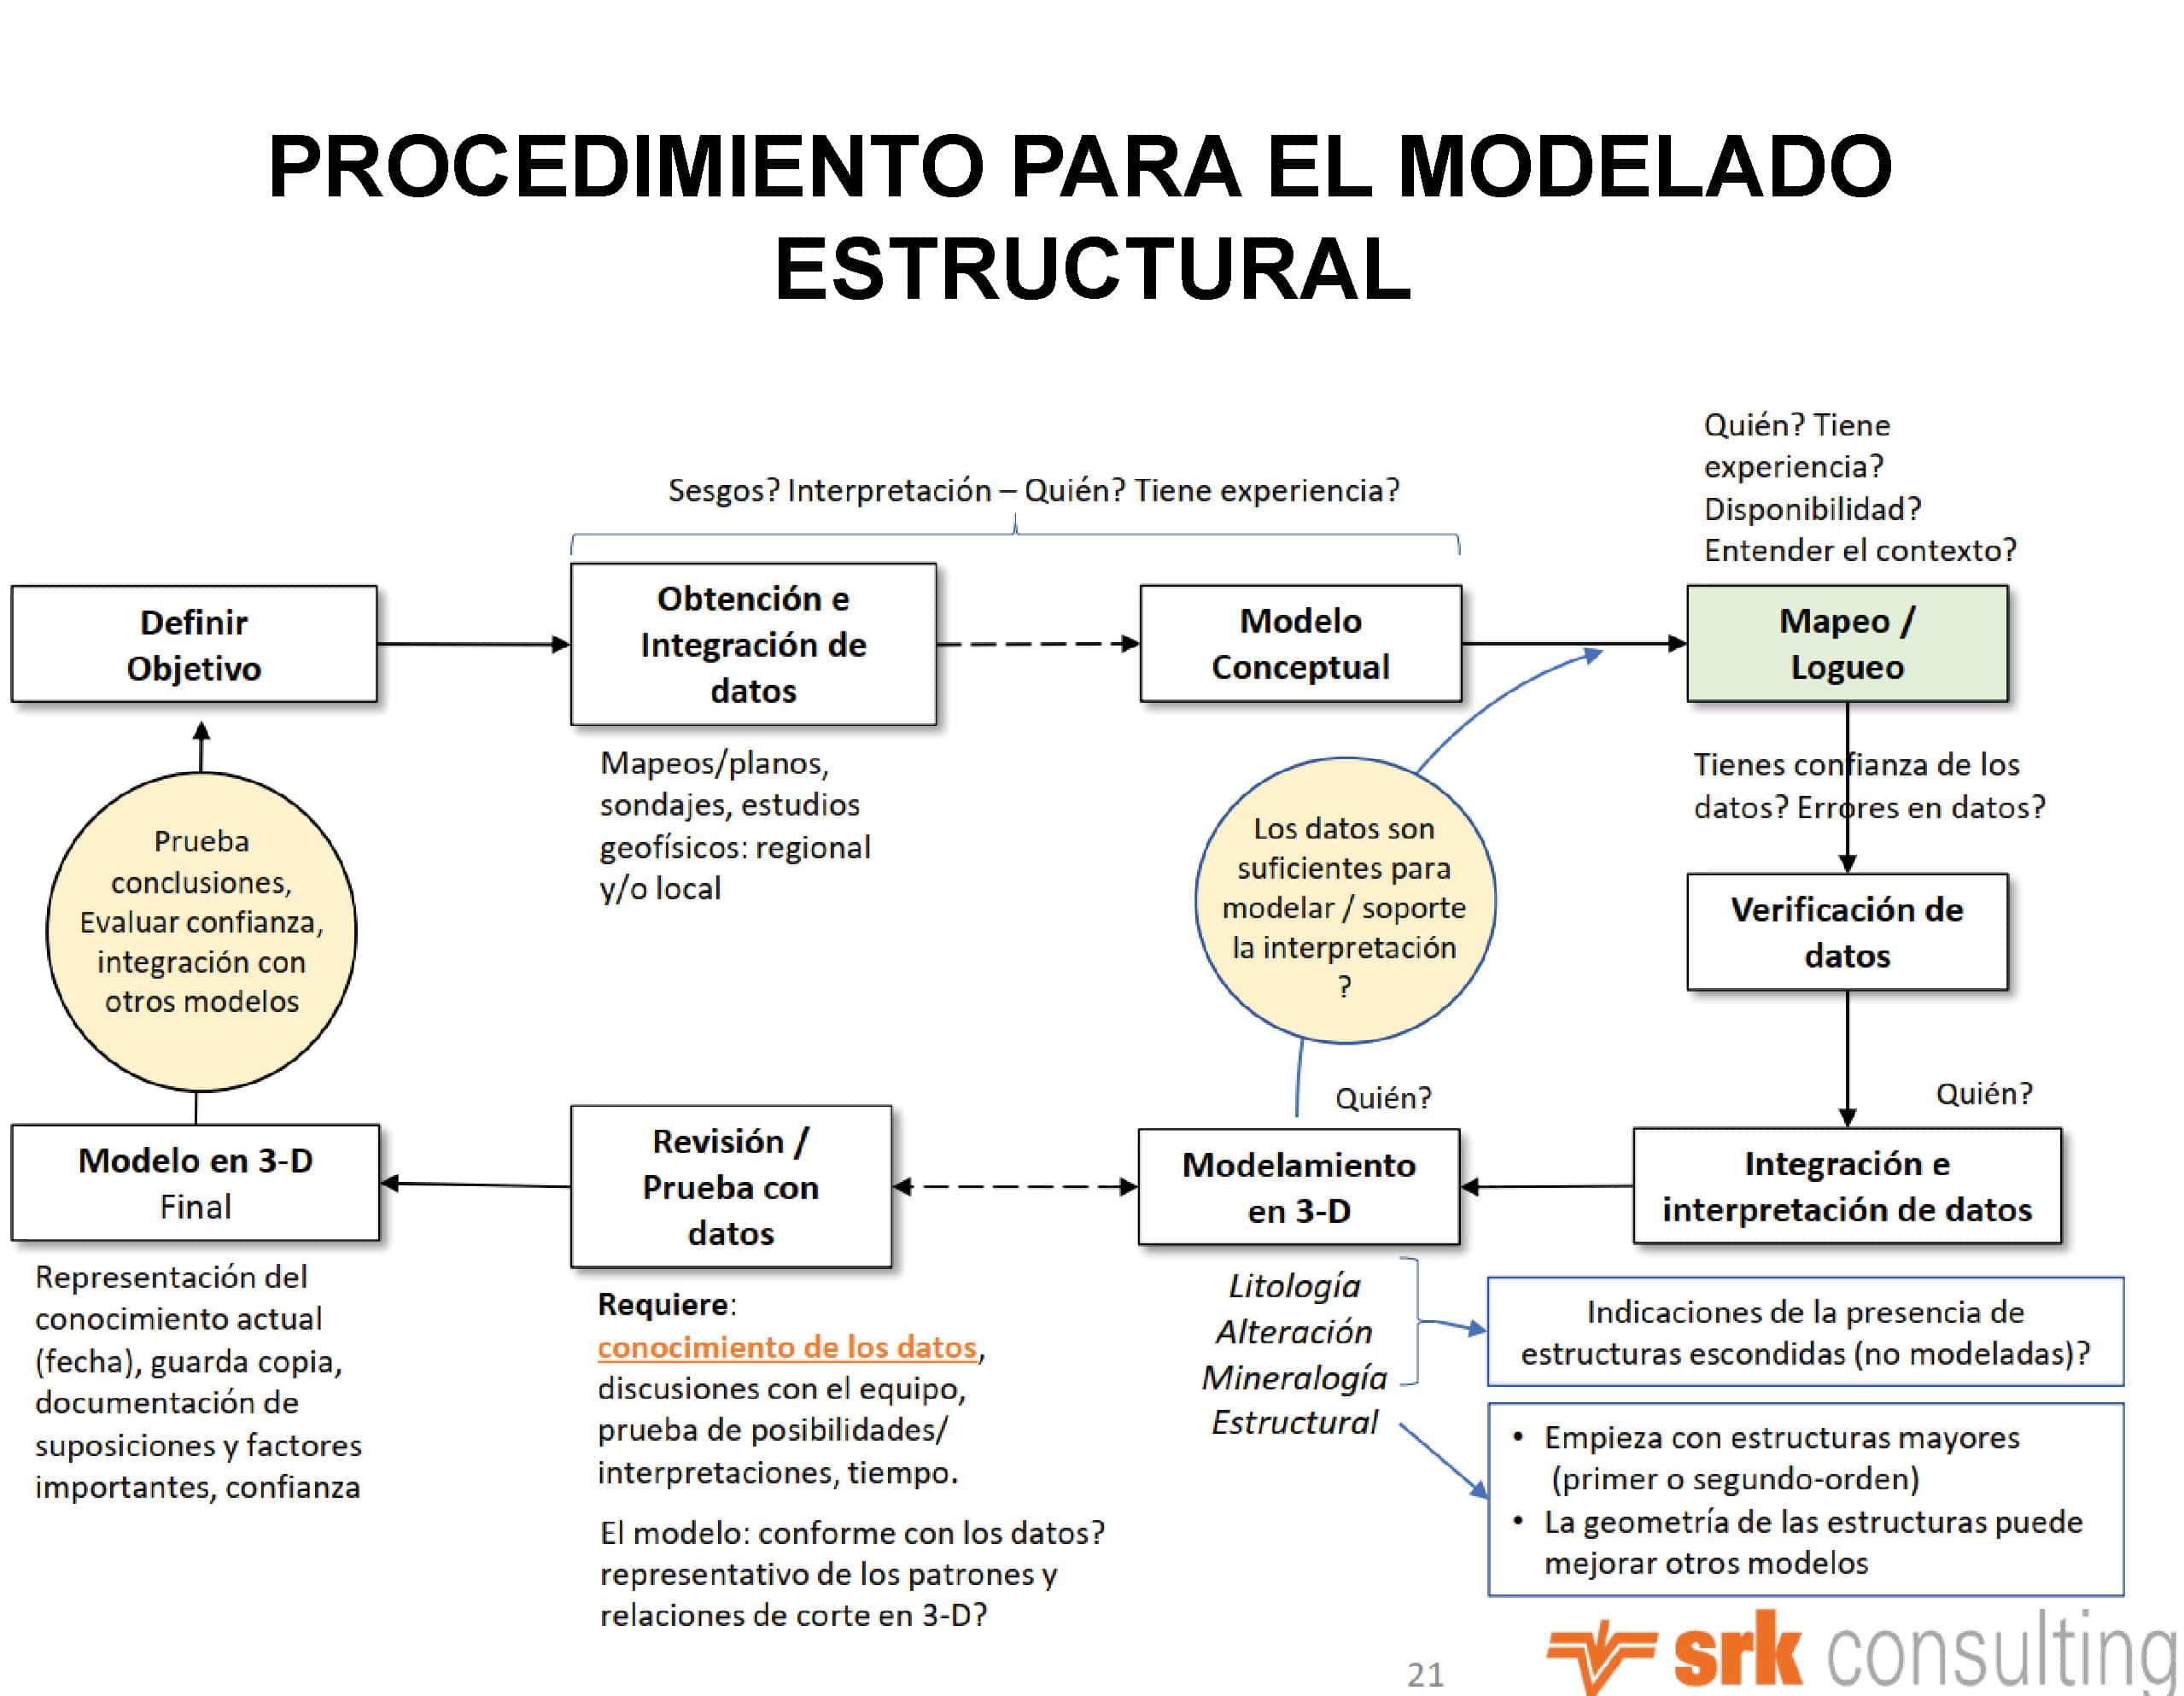 PROCEDIMIENTO PARA EL MODELADO
ESTRUCTURAL
Sesgos? Interpretación – Quién? Tiene experiencia?
Quién? Tiene
experiencia?
Disponibilidad?
Entender el contexto?
Definir
Objetivo
Obtención e
Integración de
datos
Modelo
Conceptual
Mapeo /
Logueo
Mapeos/planos,
sondajes, estudios
geofísicos: regional
y/o local
Tienes confianza de los
datos? Errores en datos?
Prueba
conclusiones,
Evaluar confianza,
integración con
otros modelos
Los datos son
suficientes para
modelar / soporte
la interpretación
?
Verificación de
datos
Quién?
Quién?
Modelo en 3-D
Final
Revisión /
Prueba con
datos
Modelamiento
en 3-D
Integración e
interpretación de datos
Representación del
conocimiento actual
(fecha), guarda copia,
documentación de
suposiciones y factores
importantes, confianza
Requiere:
conocimiento de los datos,
discusiones con el equipo,
prueba de posibilidades/
interpretaciones, tiempo.
El modelo: conforme con los datos?
representativo de los patrones y
relaciones de corte en 3-D?
Litología
Alteración
Mineralogía
Estructural
Indicaciones de la presencia de
estructuras escondidas (no modeladas)?
• Empieza con estructuras mayores
(primer o segundo-orden)
• La geometría de las estructuras puede
mejorar otros modelos
21
srk consulting